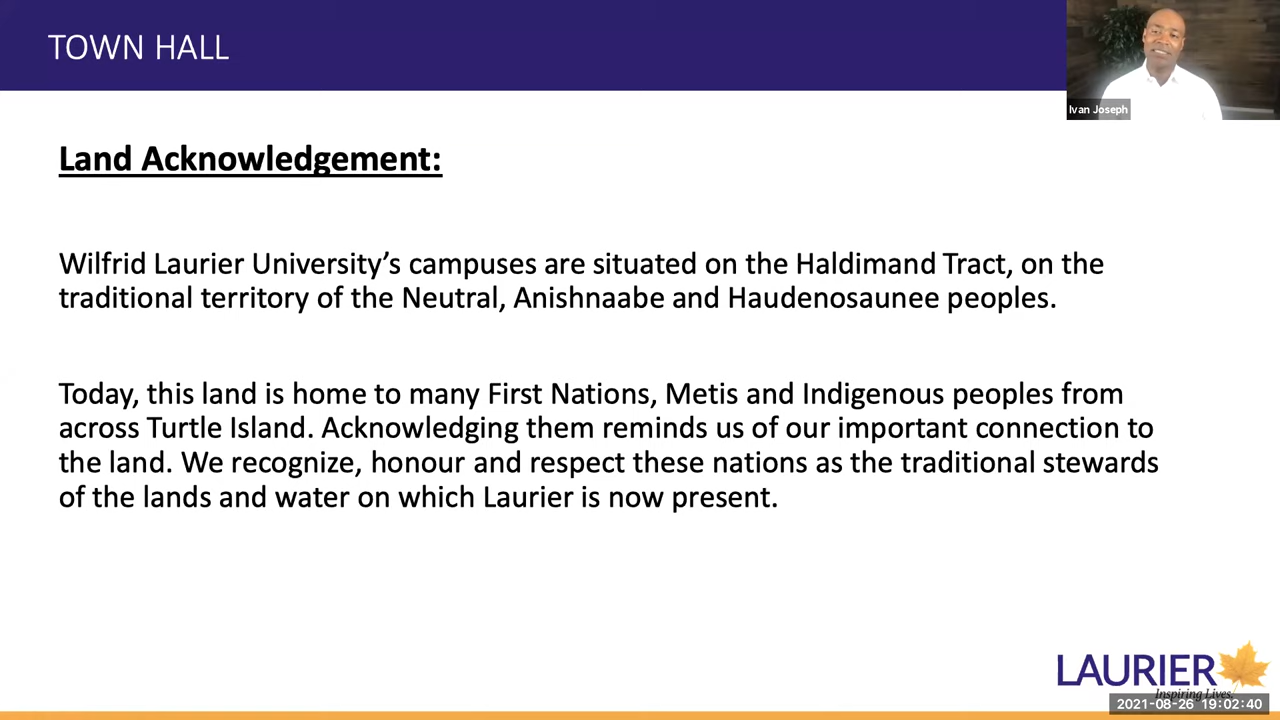 TOWN HALL
Ivan Joseph
Land Acknowledgement:
Wilfrid Laurier University’s campuses are situated on the Haldimand Tract, on the
traditional territory of the Neutral, Anishnaabe and Haudenosaunee peoples.
Today, this land is home to many First Nations, Metis and Indigenous peoples from
across Turtle Island. Acknowledging them reminds us of our important connection to
the land. We recognize, honour and respect these nations as the traditional stewards
of the lands and water on which Laurier is now present.
LAURIER
Inspiring Lives.
2021-08-26 19:02:40